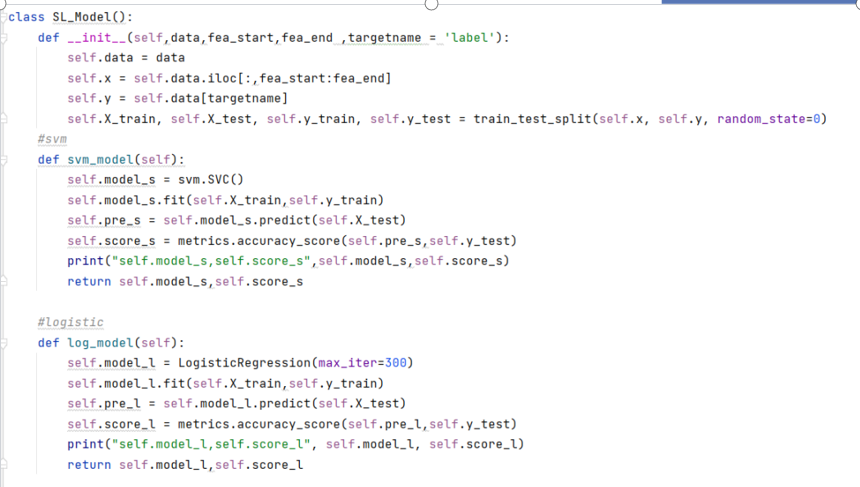 class SL_Model():
def __init__(self,data,fea_start,fea_end ,targetname = 'label'):
self.data = data
self.x = self.data.iloc[:,fea_start:fea_end]
self.y = self.data[targetname]
self.X_train, self.X_test, self.y_train, self.y_test = train_test_split(self.x, self.y, random_state=0)
#svm
def svm_model(self):
self.model_s = svm.SVC()
self.model_s.fit(self.X_train,self.y_train)
self.pre_s = self.model_s.predict(self.X_test)
self.score_s = metrics.accuracy_score(self.pre_s,self.y_test)
print("self.model_s,self.score_s",self.model_s,self.score_s)
return self.model_s,self.score_s
#logistic
def log_model(self):
self.model_l = LogisticRegression(max_iter=300)
self.model_l.fit(self.X_train,self.y_train)
self.pre_l = self.model_l.predict(self.X_test)
self.score_l = metrics.accuracy_score(self.pre_l,self.y_test)
print("self.model_l,self.score_l", self.model_l, self.score_l)
return self.model_l,self.score_l